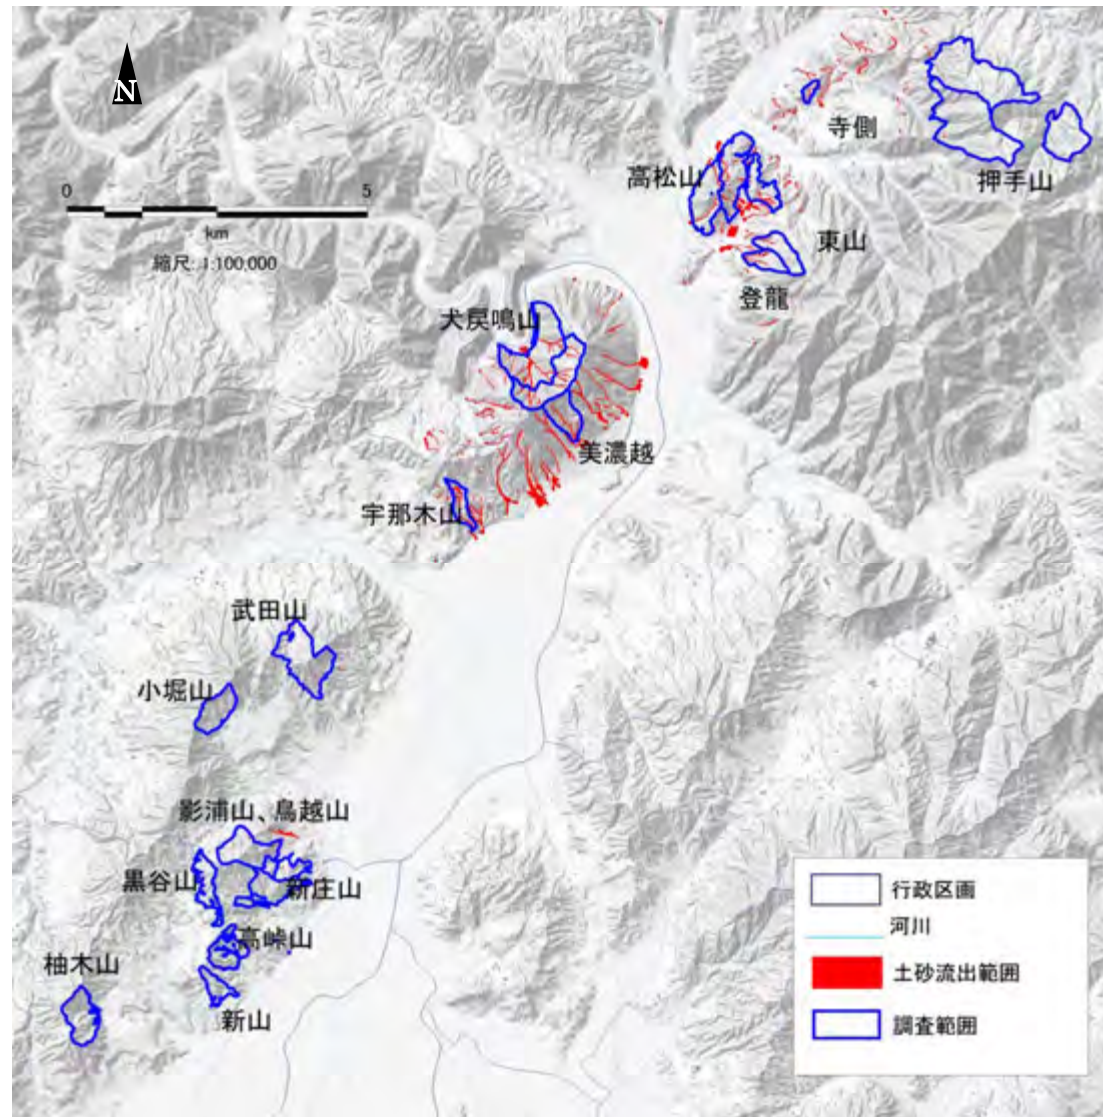 N
寺側
高松山
押手山
0 5
km
縮尺: 1:100,000
東山
登龍
犬戻鳴山
美濃越
宇那木山
武田山
小堀山
影浦山、鳥越山
黒谷山
新庄山
高峠山
柚木山
新山
行政区画
河川
土砂流出範囲
調査範囲